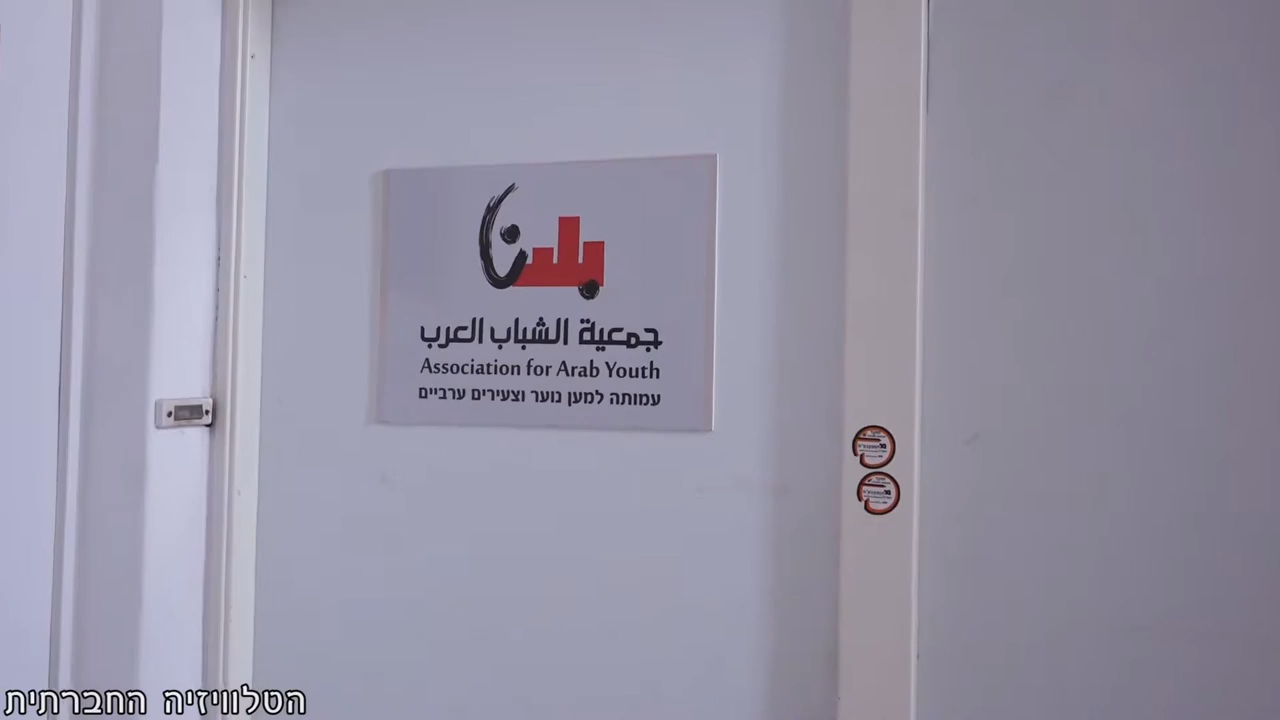 بلدنا
جمعية الشباب العرب
Association for Arab Youth
עמותה למען נוער וצעירים ערביים
הטלוויזיה החברתית